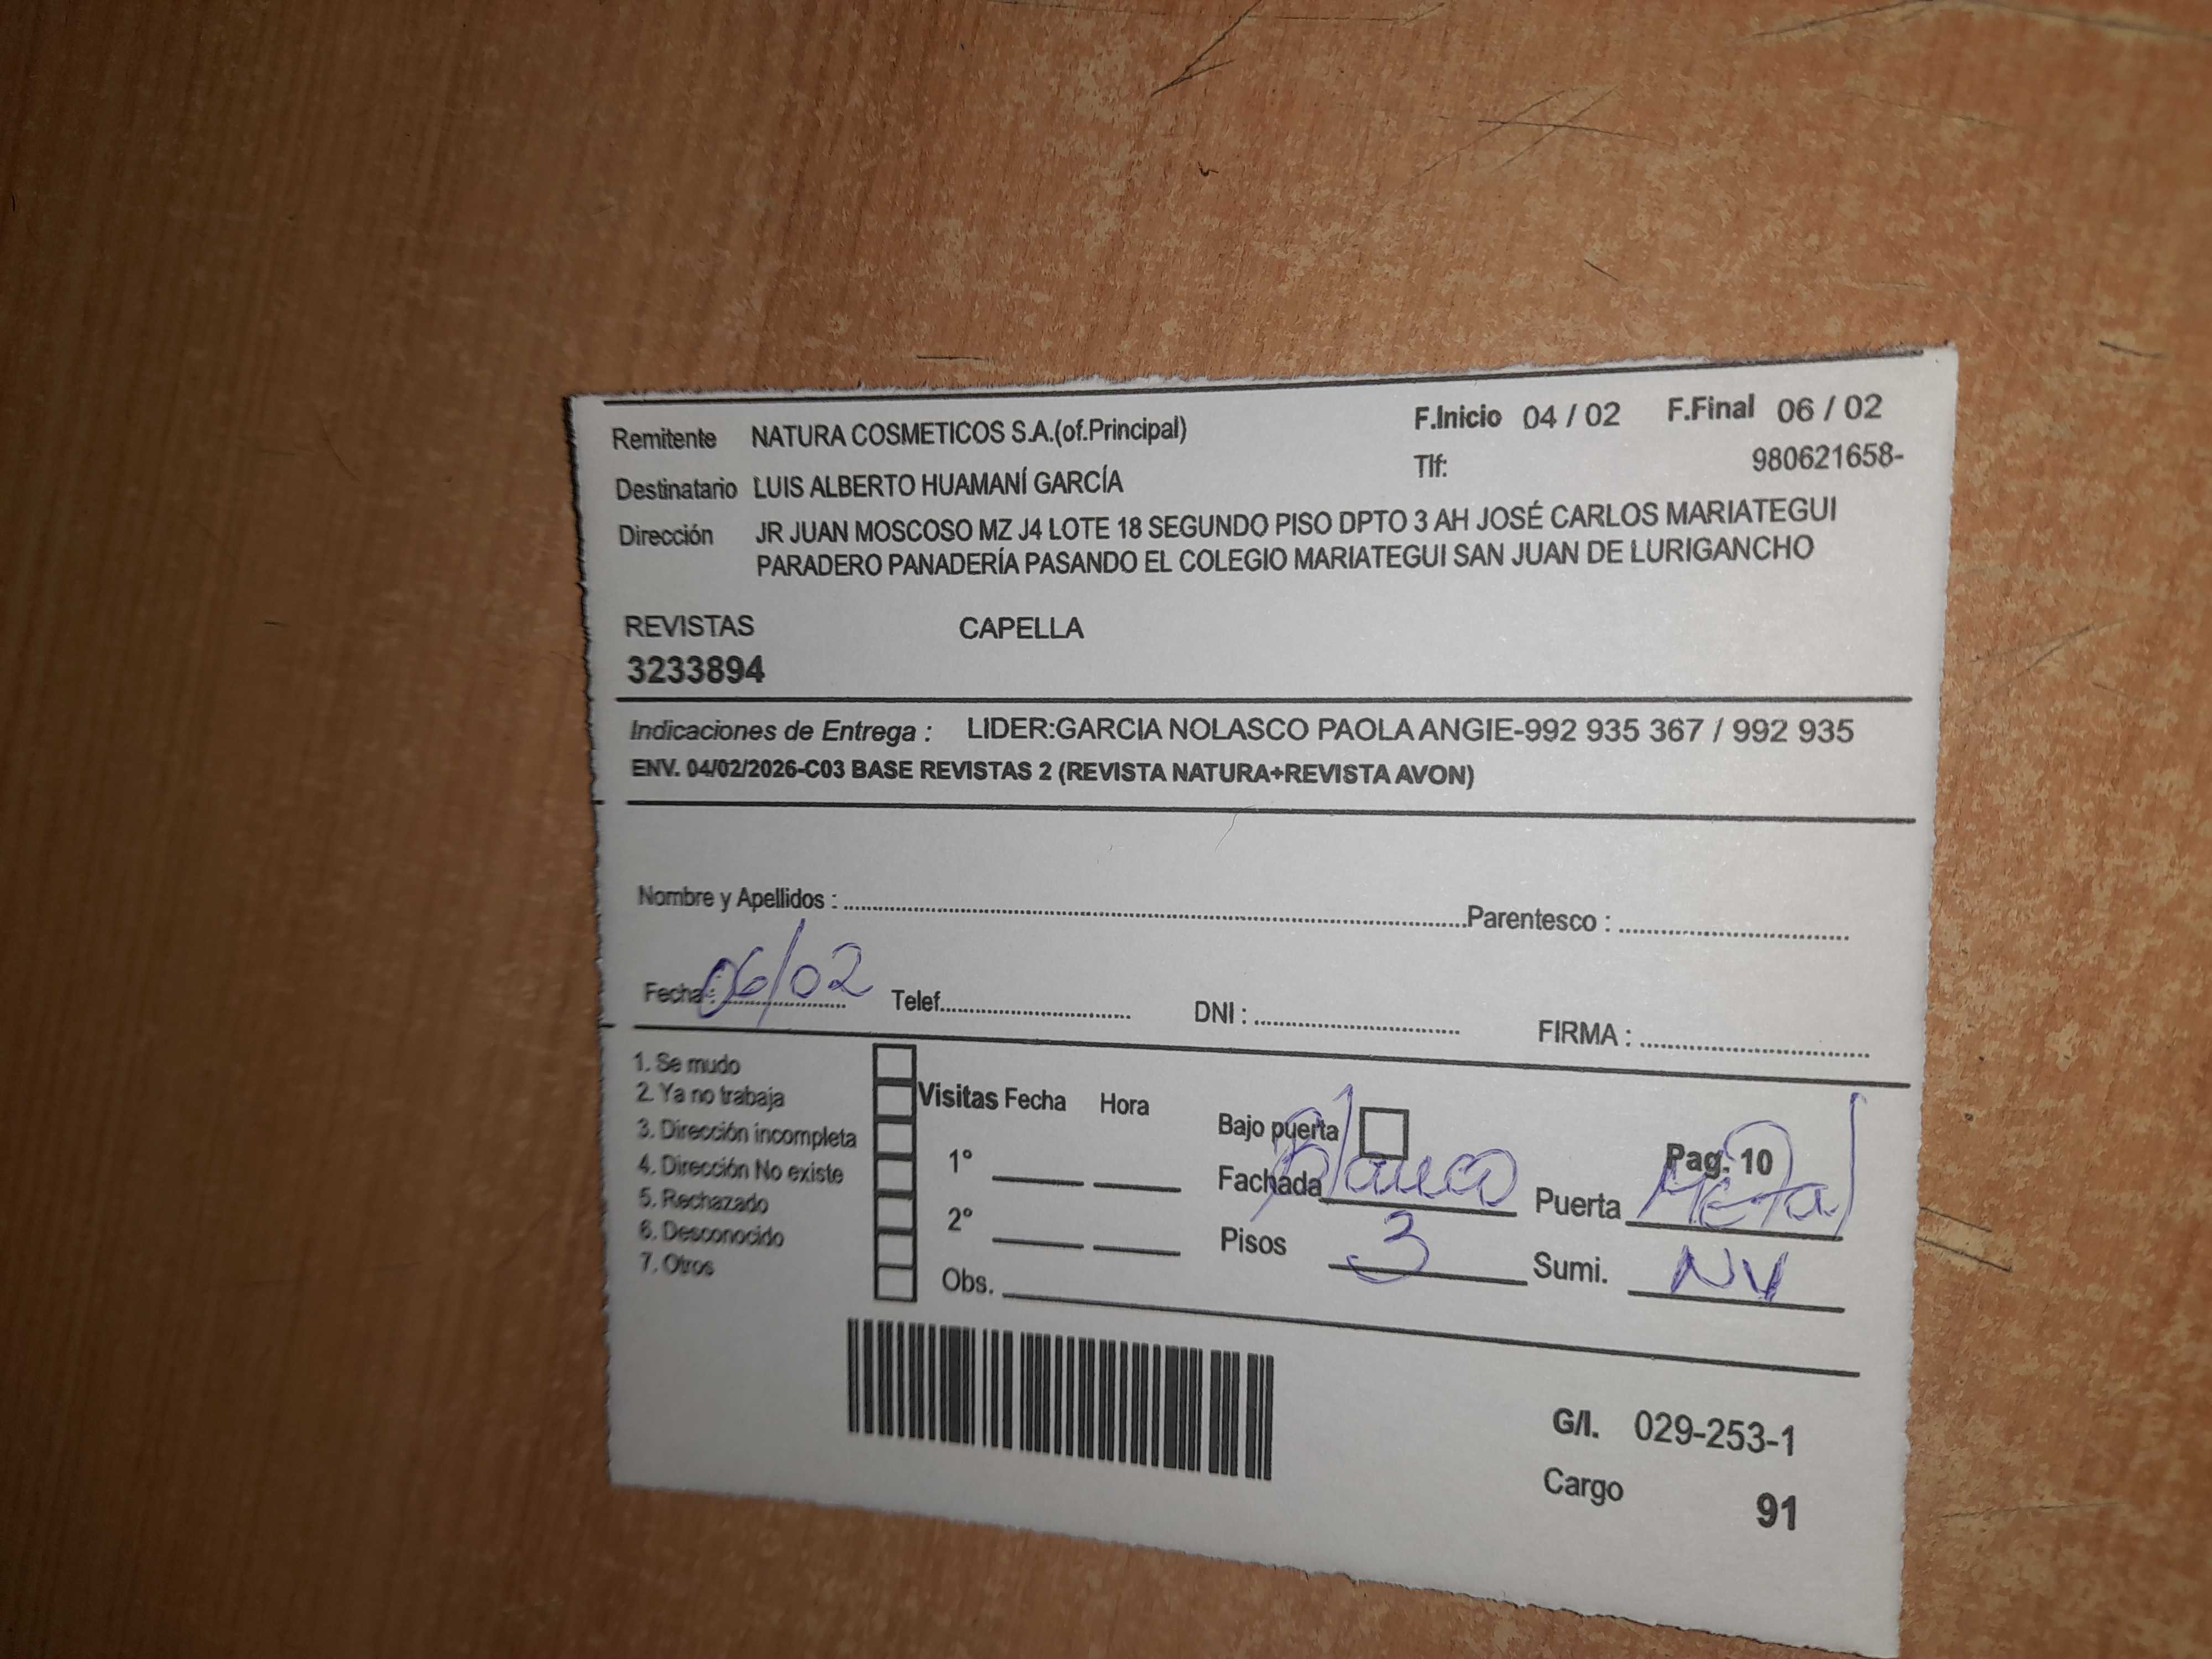 Remitente NATURA COSMETICOS S.A.(of.Principal) F.Inicio 04 / 02 F.Final 06 / 02
Destinatario LUIS ALBERTO HUAMANÍ GARCÍA Tlf: 980621658-
Dirección JR JUAN MOSCOSO MZ J4 LOTE 18 SEGUNDO PISO DPTO 3 AH JOSÉ CARLOS MARIATEGUI
PARADERO PANADERÍA PASANDO EL COLEGIO MARIATEGUI SAN JUAN DE LURIGANCHO
REVISTAS CAPELLA
3233894
Indicaciones de Entrega : LIDER:GARCIA NOLASCO PAOLA ANGIE-992 935 367 / 992 935
ENV. 04/02/2026-C03 BASE REVISTAS 2 (REVISTA NATURA+REVISTA AVON)
Nombre y Apellidos : Parentesco :
Fecha : 06/02 Telef. DNI : FIRMA :
1. Se mudo
2. Ya no trabaja
3. Dirección incompleta
4. Dirección No existe
5. Rechazado
6. Desconocido
7. Otros
Visitas Fecha Hora
1°
2°
Obs.
Bajo puerta Pag. 10
Fachada blanco Puerta Metal
Pisos 3 Sumi. NV
G/I. 029-253-1
Cargo 91